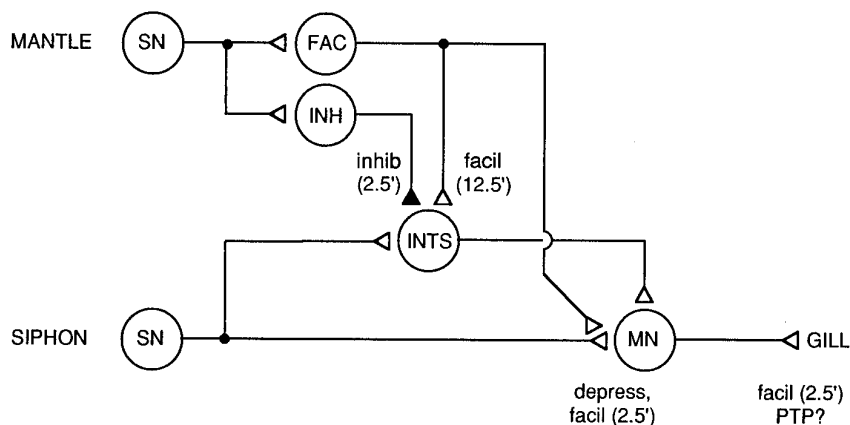 MANTLE SN FAC
INH
inhib facil
(2.5') (12.5')
INTS
SIPHON SN MN GILL
depress, facil (2.5')
facil (2.5') PTP?